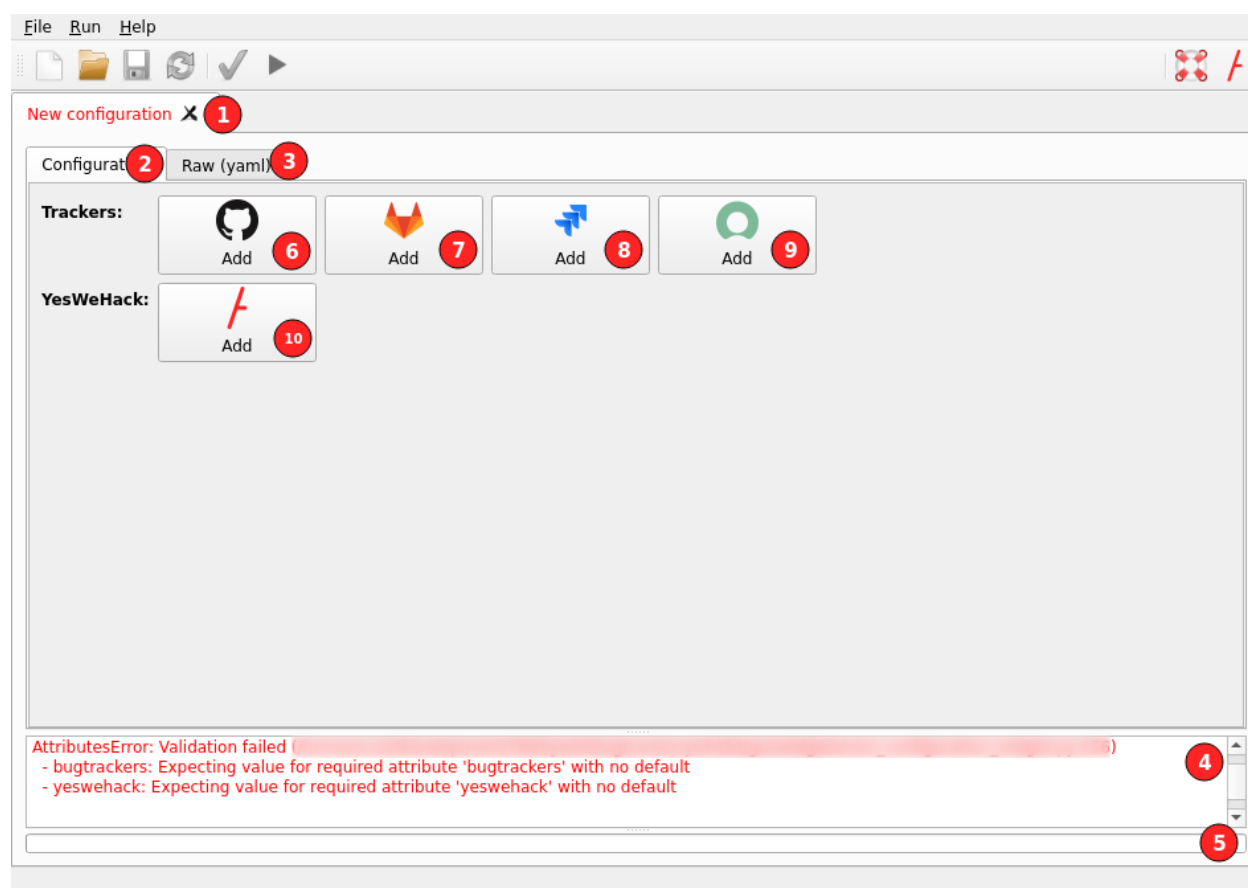 File Run Help
New configuration 1
2 Raw (yaml) 3
Trackers:
Add 6 Add 7 Add 8 Add 9
YesWeHack:
Add 10
AttributesError: Validation failed
- bugtrackers: Expecting value for required attribute 'bugtrackers' with no default
- yeswehack: Expecting value for required attribute 'yeswehack' with no default
4
5